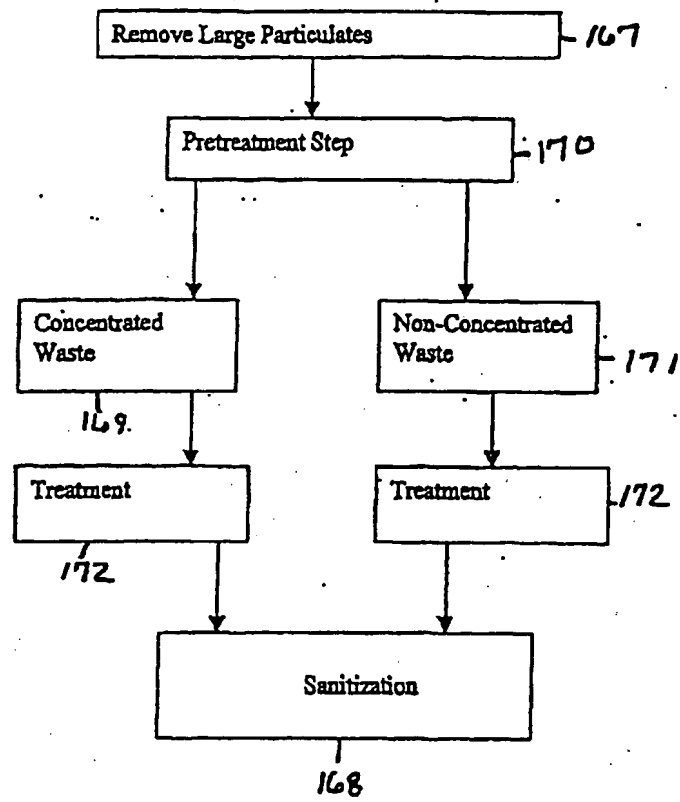 Remove Large Particulates
167
Pretreatment Step
170
Concentrated
Waste
169.
Non-Concentrated
Waste
171
Treatment
172
Treatment
172
Sanitization
168